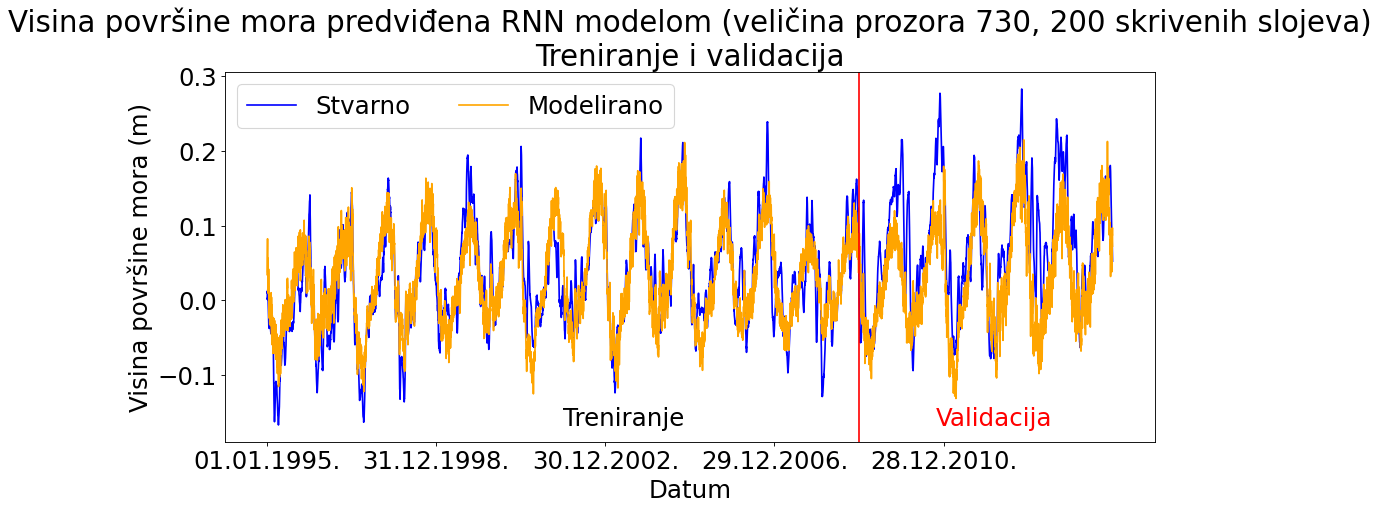 Visina površine mora predviđena RNN modelom (veličina prozora 730, 200 skrivenih slojeva)
Treniranje i validacija
Stvarno
Modelirano
Visina površine mora (m)
0.3
0.2
0.1
0.0
−0.1
Treniranje
Validacija
01.01.1995.
31.12.1998.
30.12.2002.
29.12.2006.
28.12.2010.
Datum